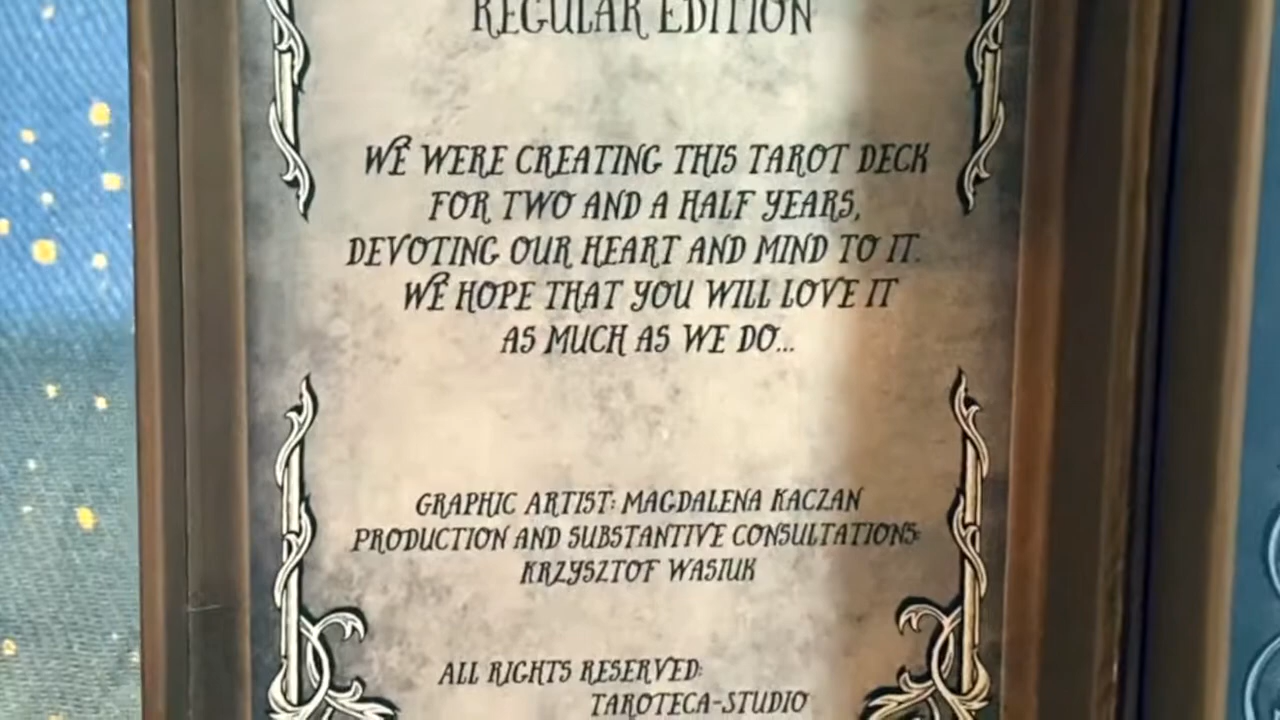 REGULAR EDITION
WE WERE CREATING THIS TAROT DECK
FOR TWO AND A HALF YEARS,
DEVOTING OUR HEART AND MIND TO IT.
WE HOPE THAT YOU WILL LOVE IT
AS MUCH AS WE DO...
GRAPHIC ARTIST: MAGDALENA KACZAN
PRODUCTION AND SUBSTANTIVE CONSULTATIONS:
KRZYSZTOF WASIUK
ALL RIGHTS RESERVED:
TAROTECA-STUDIO